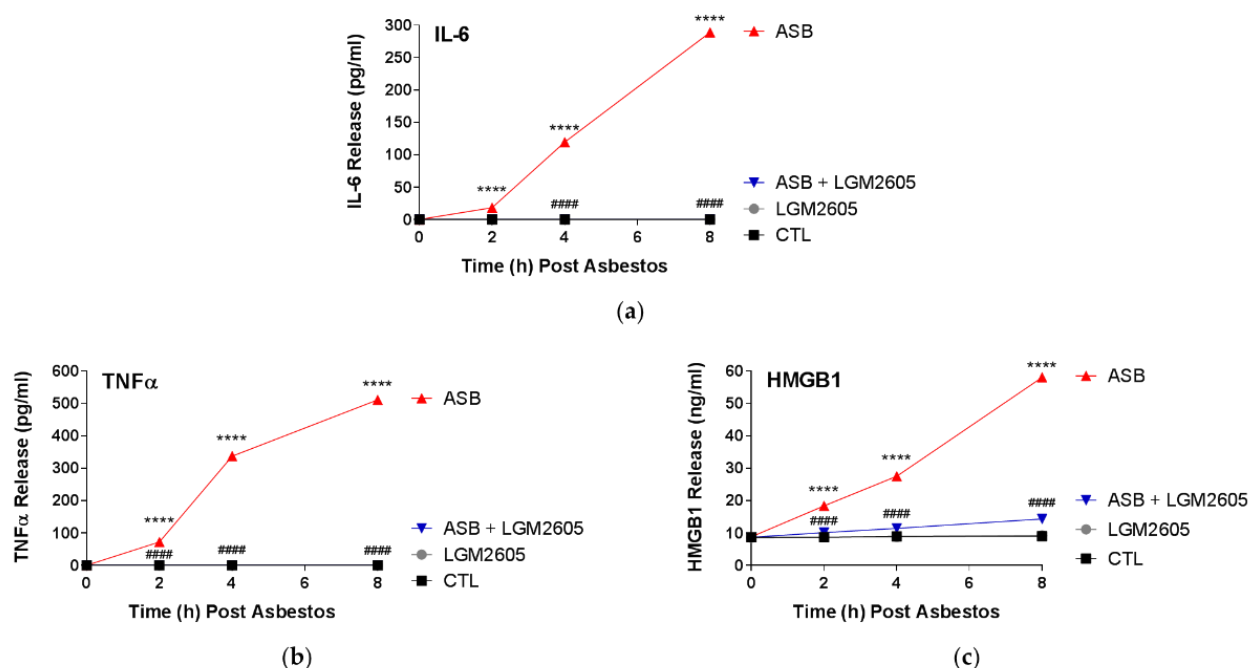 IL-6
300
250
200
150
100
50
0
IL-6 Release (pg/ml)
****
****
****
####
####
0 2 4 6 8
Time (h) Post Asbestos
ASB
ASB + LGM2605
LGM2605
CTL
(a)
TNFα
600
500
400
300
200
100
0
TNFα Release (pg/ml)
****
****
****
####
####
####
0 2 4 6 8
Time (h) Post Asbestos
ASB
ASB + LGM2605
LGM2605
CTL
(b)
HMGB1
60
50
40
30
20
10
0
HMGB1 Release (ng/ml)
****
****
****
####
####
####
0 2 4 6 8
Time (h) Post Asbestos
ASB
ASB + LGM2605
LGM2605
CTL
(c)